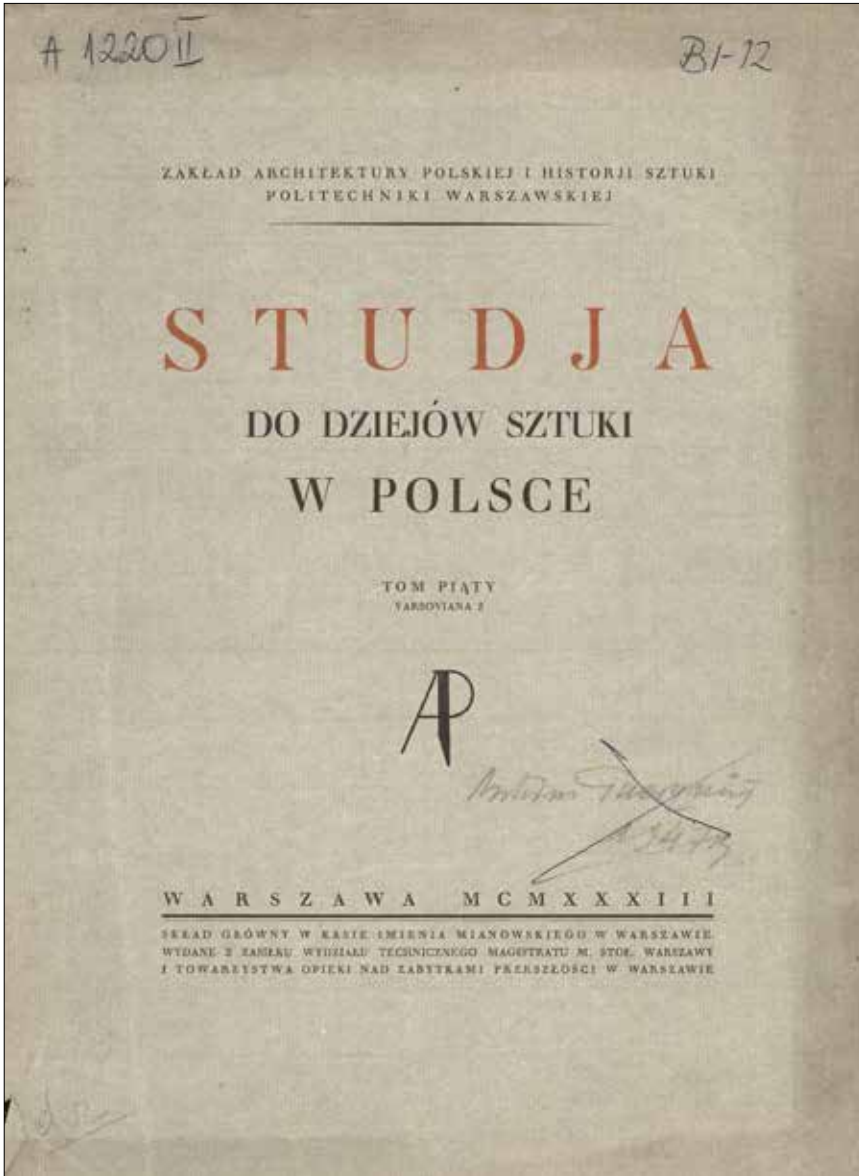 A 1220 II
B1-12
ZAKŁAD ARCHITEKTURY POLSKIEJ I HISTORJI SZTUKI
POLITECHNIKI WARSZAWSKIEJ
STUDJA
DO DZIEJÓW SZTUKI
W POLSCE
TOM PIĄTY
VARSOVIANA 2
AP
WARSZAWA MCMXXXIII
SKŁAD GŁÓWNY W KASIE IMIENIA MIANOWSKIEGO W WARSZAWIE
WYDANE Z ZASIŁKU WYDZIAŁU TECHNICZNEGO MAGISTRATU M. STOŁ. WARSZAWY
I TOWARZYSTWA OPIEKI NAD ZABYTKAMI PRZESZŁOŚCI W WARSZAWIE